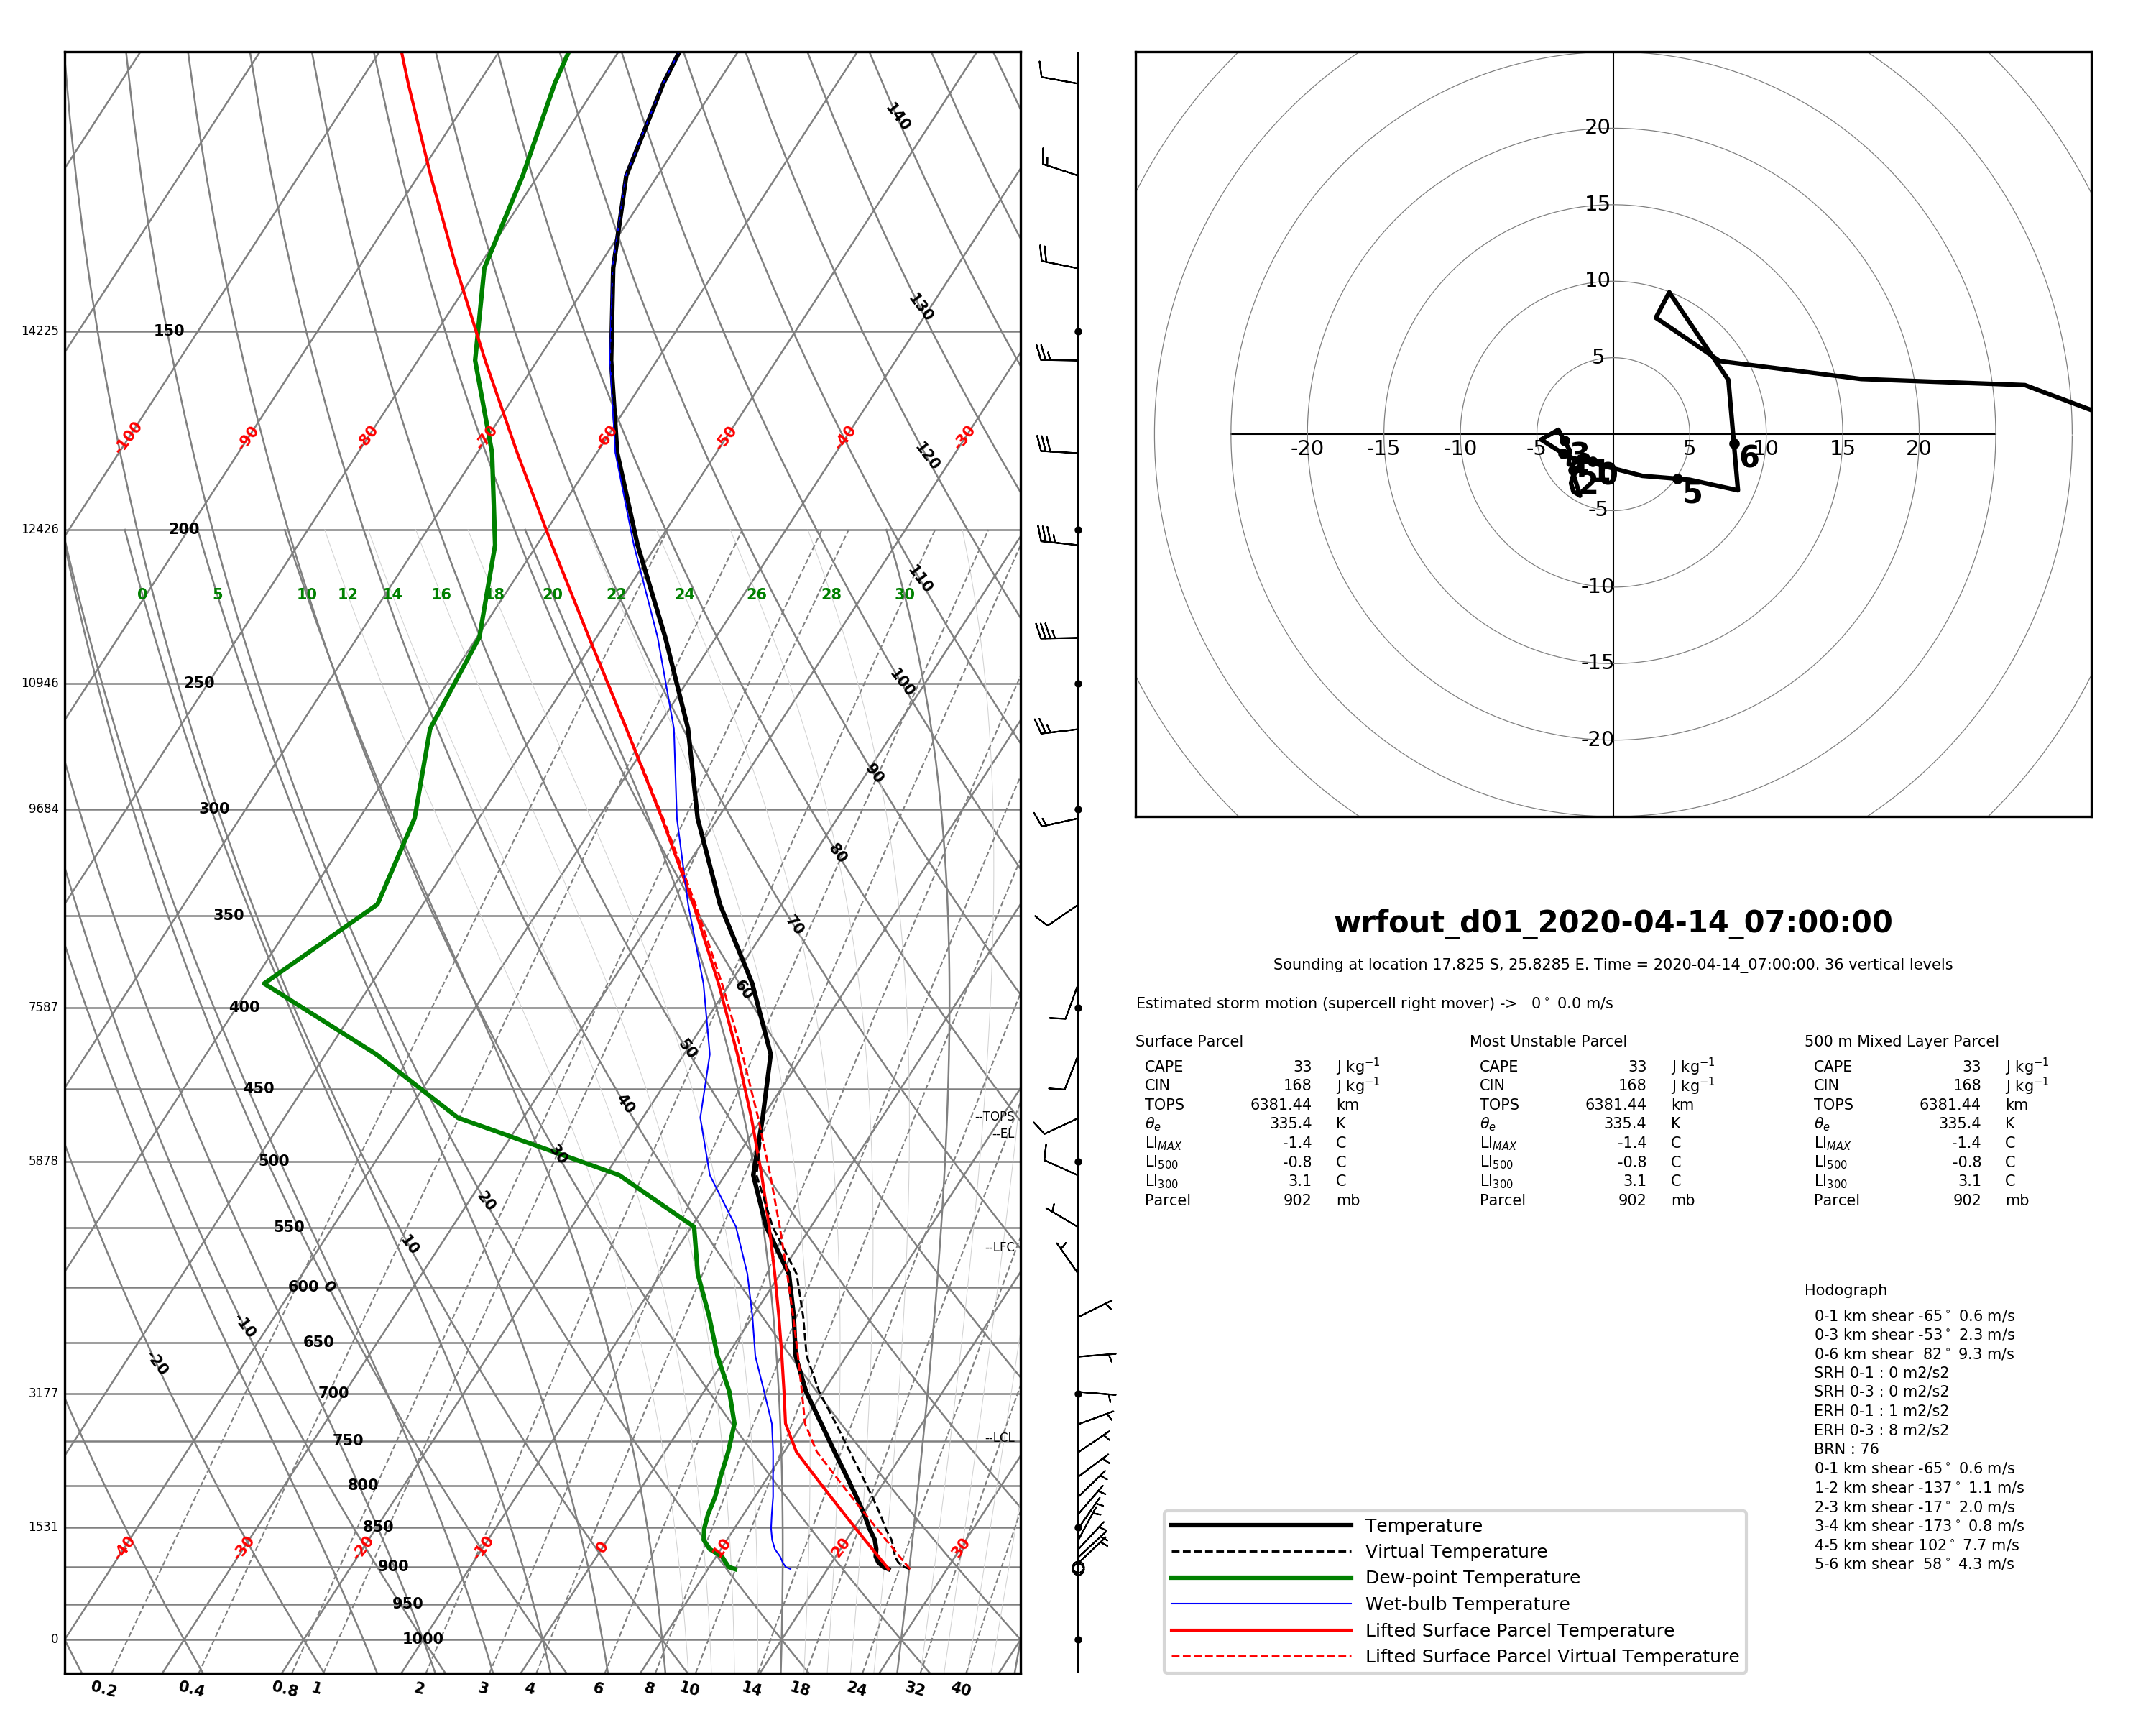 140
130
120
110
100
90
80
70
60
50
40
30
20
10
0
-10
-20
14225 150
-100 -90 -80 -70 -60 -50 -40 -30
12426 200
0 5 10 12 14 16 18 20 22 24 26 28 30
10946 250
9684 300
350
7587 400
450
--TOPS
--EL
5878 500
550
--LFC
600
650
3177 700
750
--LCL
800
1531 850
-40 -30 -20 -10 0 10 20 30
900
950
0 1000
0.2 0.4 0.8 1 2 3 4 6 8 10 14 18 24 32 40
20
15
10
5
-20 -15 -10 -5 5 10 15 20
-5
-10
-15
-20
0 1 2 3 4 5 6
wrfout_d01_2020-04-14_07:00:00
Sounding at location 17.825 S, 25.8285 E. Time = 2020-04-14_07:00:00. 36 vertical levels
Estimated storm motion (supercell right mover) -> 0° 0.0 m/s
Surface Parcel
CAPE 33 J kg⁻¹
CIN 168 J kg⁻¹
TOPS 6381.44 km
θe 335.4 K
LIMAX -1.4 C
LI500 -0.8 C
LI300 3.1 C
Parcel 902 mb
Most Unstable Parcel
CAPE 33 J kg⁻¹
CIN 168 J kg⁻¹
TOPS 6381.44 km
θe 335.4 K
LIMAX -1.4 C
LI500 -0.8 C
LI300 3.1 C
Parcel 902 mb
500 m Mixed Layer Parcel
CAPE 33 J kg⁻¹
CIN 168 J kg⁻¹
TOPS 6381.44 km
θe 335.4 K
LIMAX -1.4 C
LI500 -0.8 C
LI300 3.1 C
Parcel 902 mb
Hodograph
0-1 km shear -65° 0.6 m/s
0-3 km shear -53° 2.3 m/s
0-6 km shear 82° 9.3 m/s
SRH 0-1 : 0 m2/s2
SRH 0-3 : 0 m2/s2
ERH 0-1 : 1 m2/s2
ERH 0-3 : 8 m2/s2
BRN : 76
0-1 km shear -65° 0.6 m/s
1-2 km shear -137° 1.1 m/s
2-3 km shear -17° 2.0 m/s
3-4 km shear -173° 0.8 m/s
4-5 km shear 102° 7.7 m/s
5-6 km shear 58° 4.3 m/s
Temperature
Virtual Temperature
Dew-point Temperature
Wet-bulb Temperature
Lifted Surface Parcel Temperature
Lifted Surface Parcel Virtual Temperature